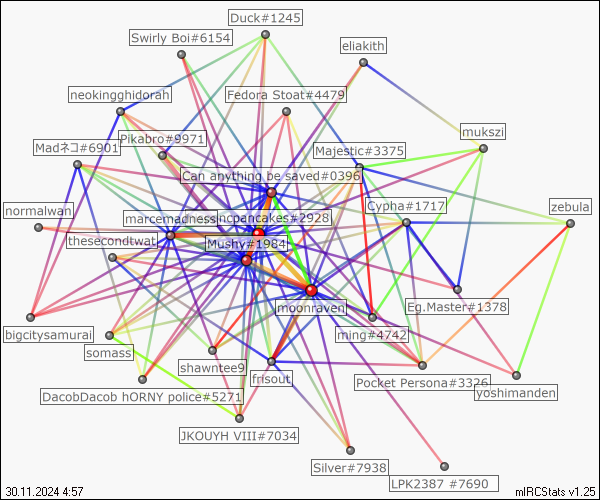 Duck#1245
Swirly Boi#6154
eliakith
neokingghidorah
Fedora Stoat#4479
mukszi
Pikabro#9971
Madネコ#6901
Majestic#3375
Can anything be saved#0396
Cypha#1717
zebula
normalwan
marcemadness
ncpancakes#2928
thesecondtwat
Mushy#1984
moonraven
Eg.Master#1378
bigcitysamurai
ming#4742
somass
shawntee9
frisout
Pocket Persona#3326
yoshimanden
DacobDacob hORNY police#5271
JKOUYH VIII#7034
Silver#7938
LPK2387 #7690
30.11.2024 4:57
mIRCStats v1.25